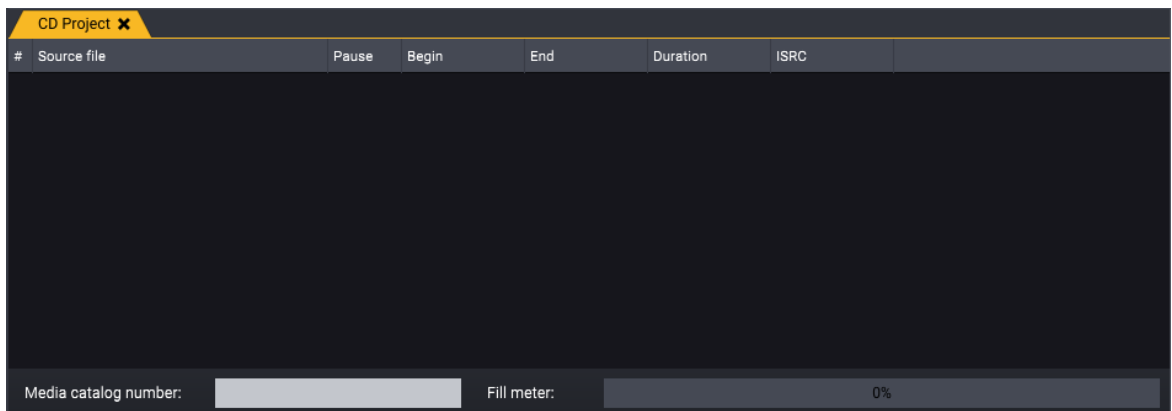 CD Project
# Source file Pause Begin End Duration ISRC
Media catalog number: Fill meter: 0%